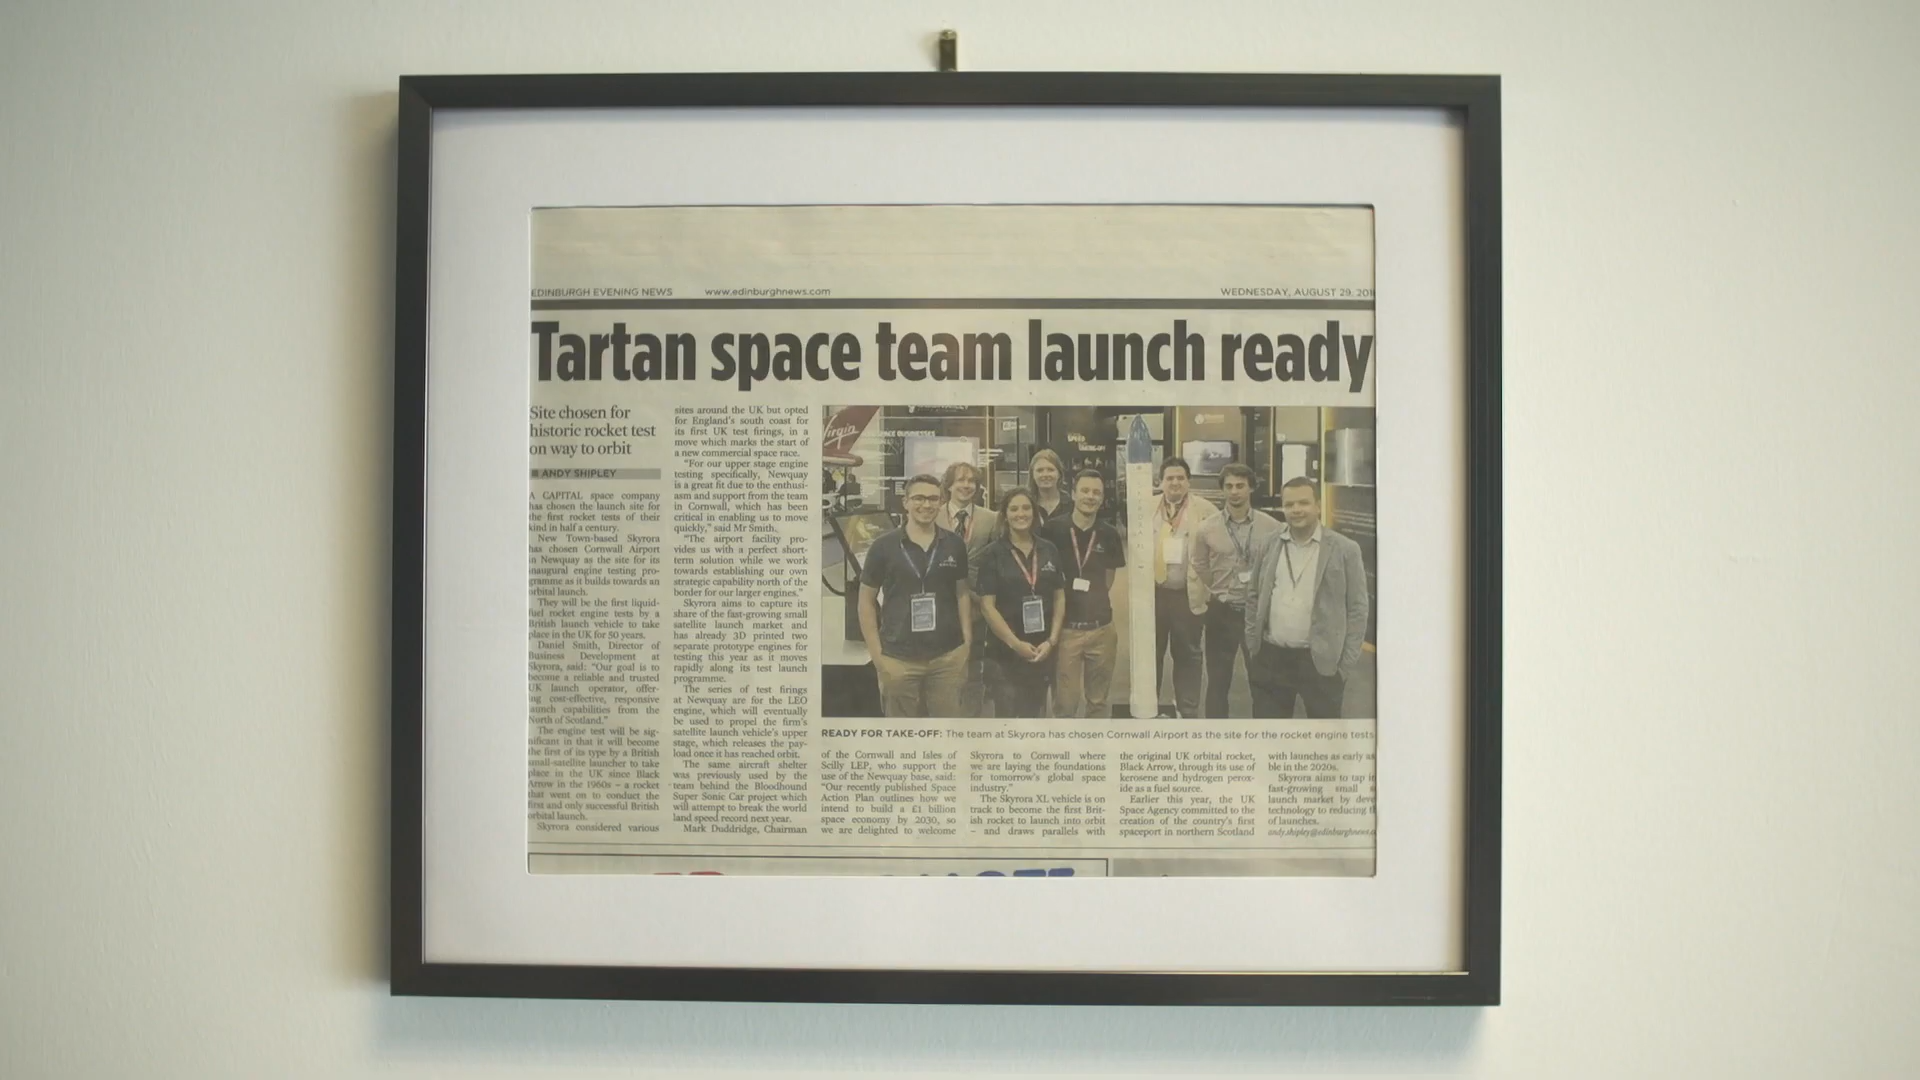 EDINBURGH EVENING NEWS www.edinburghnews.com WEDNESDAY, AUGUST 29, 201
Tartan space team launch ready
Site chosen for
historic rocket test
on way to orbit
ANDY SHIPLEY
A CAPITAL space company
has chosen the launch site for
the first rocket tests of their
kind in half a century.
New Town-based Skyrora
has chosen Cornwall Airport
in Newquay as the site for its
inaugural engine testing pro-
gramme as it builds towards an
orbital launch.
They will be the first liquid-
fuel rocket engine tests by a
British launch vehicle to take
place in the UK for 50 years.
Daniel Smith, Director of
Business Development at
Skyrora, said: "Our goal is to
become a reliable and trusted
UK launch operator, offer-
ing cost-effective, responsive
launch capabilities from the
North of Scotland."
The engine test will be sig-
nificant in that it will become
the first of its type by a British
small-satellite launcher to take
place in the UK since Black
Arrow in the 1960s – a rocket
that went on to conduct the
first and only successful British
orbital launch.
Skyrora considered various
sites around the UK but opted
for England's south coast for
its first UK test firings, in a
move which marks the start of
a new commercial space race.
"For our upper stage engine
testing specifically, Newquay
is a great fit due to the enthusi-
asm and support from the team
in Cornwall, which has been
critical in enabling us to move
quickly," said Mr Smith.
"The airport facility pro-
vides us with a perfect short-
term solution while we work
towards establishing our own
strategic capability north of the
border for our larger engines."
Skyrora aims to capture its
share of the fast-growing small
satellite launch market and
has already 3D printed two
separate prototype engines for
testing this year as it moves
rapidly along its test launch
programme.
The series of test firings
at Newquay are for the LEO
engine, which will eventually
be used to propel the firm's
satellite launch vehicle's upper
stage, which releases the pay-
load once it has reached orbit.
The same aircraft shelter
was previously used by the
team behind the Bloodhound
Super Sonic Car project which
will attempt to break the world
land speed record next year.
Mark Duddridge, Chairman
Virgin
SPACE BUSINESSES
READY FOR TAKE-OFF: The team at Skyrora has chosen Cornwall Airport as the site for the rocket engine tests
of the Cornwall and Isles of
Scilly LEP, who support the
use of the Newquay base, said:
"Our recently published Space
Action Plan outlines how we
intend to build a £1 billion
space economy by 2030, so
we are delighted to welcome
Skyrora to Cornwall where
we are laying the foundations
for tomorrow's global space
industry."
The Skyrora XL vehicle is on
track to become the first Brit-
ish rocket to launch into orbit
– and draws parallels with
the original UK orbital rocket,
Black Arrow, through its use of
kerosene and hydrogen perox-
ide as a fuel source.
Earlier this year, the UK
Space Agency committed to the
creation of the country's first
spaceport in northern Scotland
with launches as early as
ble in the 2020s.
Skyrora aims to tap in
fast-growing small s
launch market by deve
technology to reducing t
of launches.
andy.shipley@edinburghnews.c